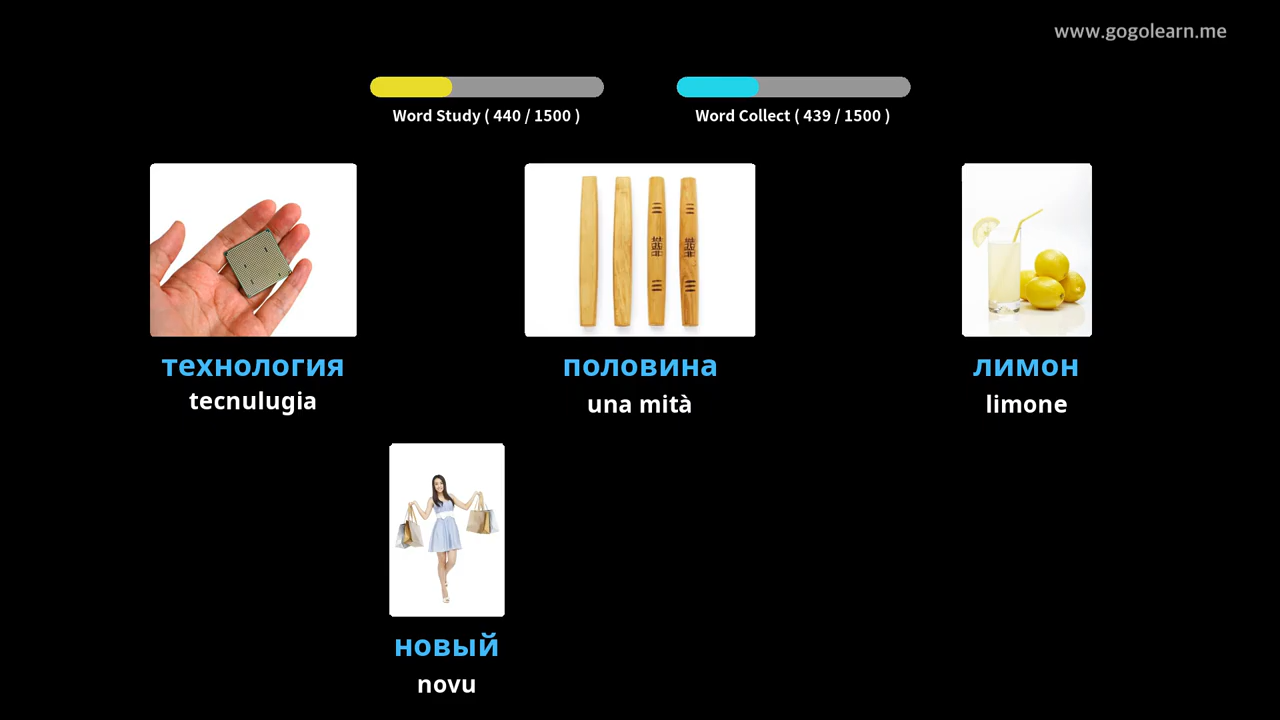 www.gogolearn.me
Word Study ( 440 / 1500 )
Word Collect ( 439 / 1500 )
технология
tecnulugia
половина
una mità
лимон
limone
новый
novu